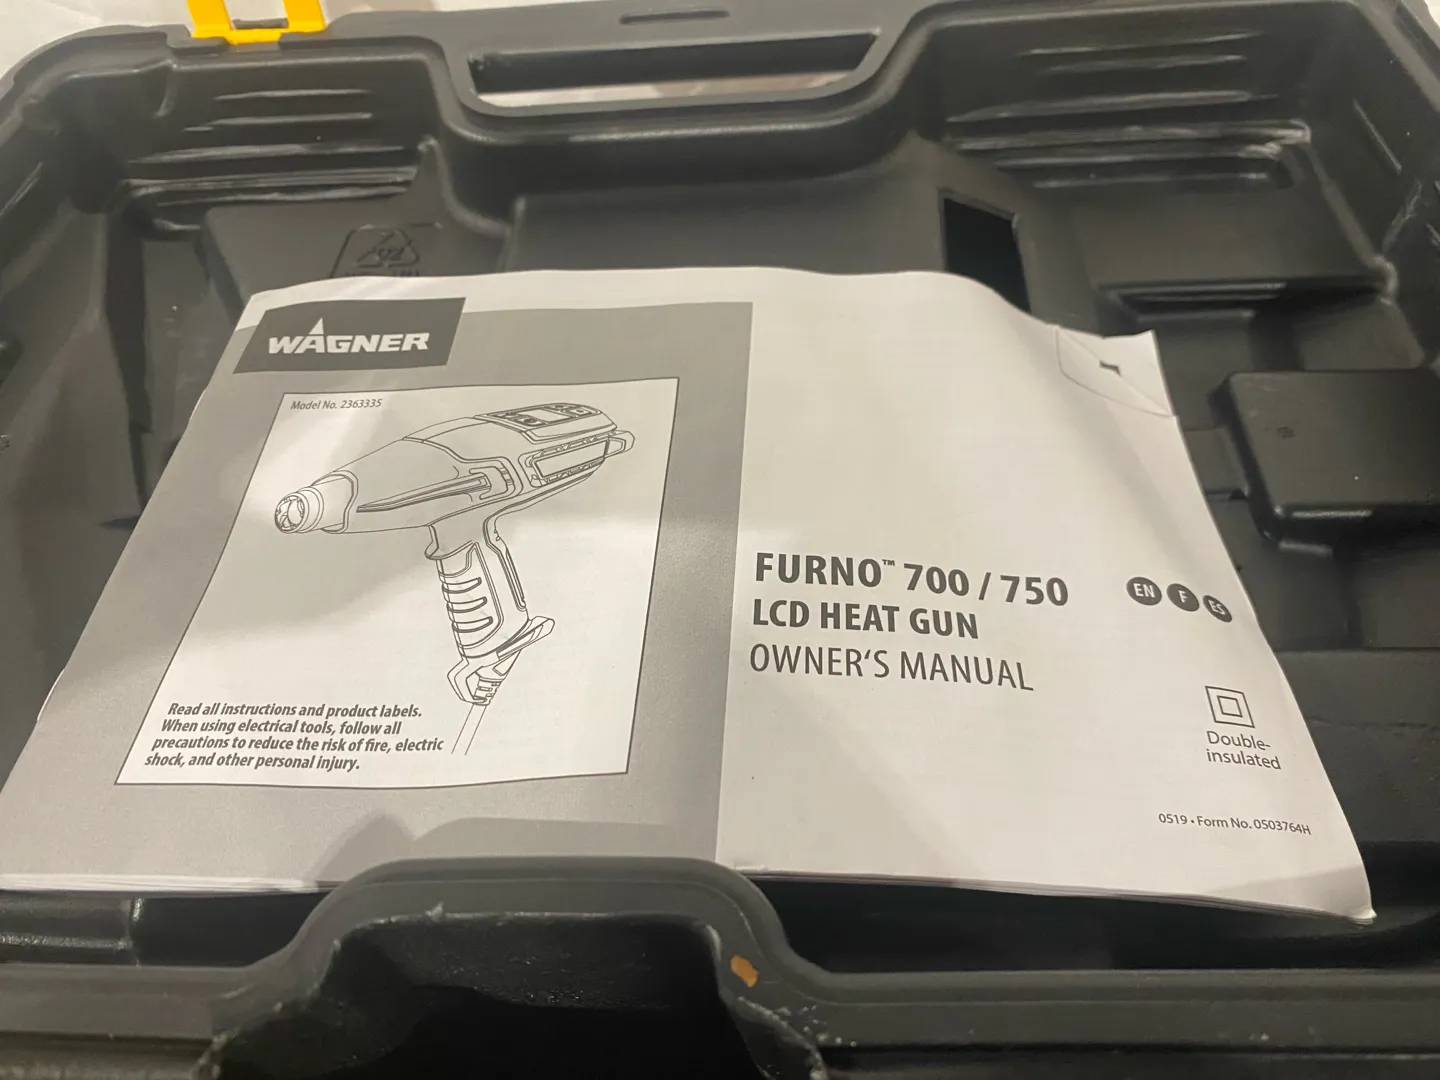 WAGNER
Model No. 2363335
Read all instructions and product labels.
When using electrical tools, follow all
precautions to reduce the risk of fire, electric
shock, and other personal injury.
FURNO™ 700 / 750
LCD HEAT GUN
OWNER'S MANUAL
EN F ES
Double-
insulated
0519 • Form No. 0503764H